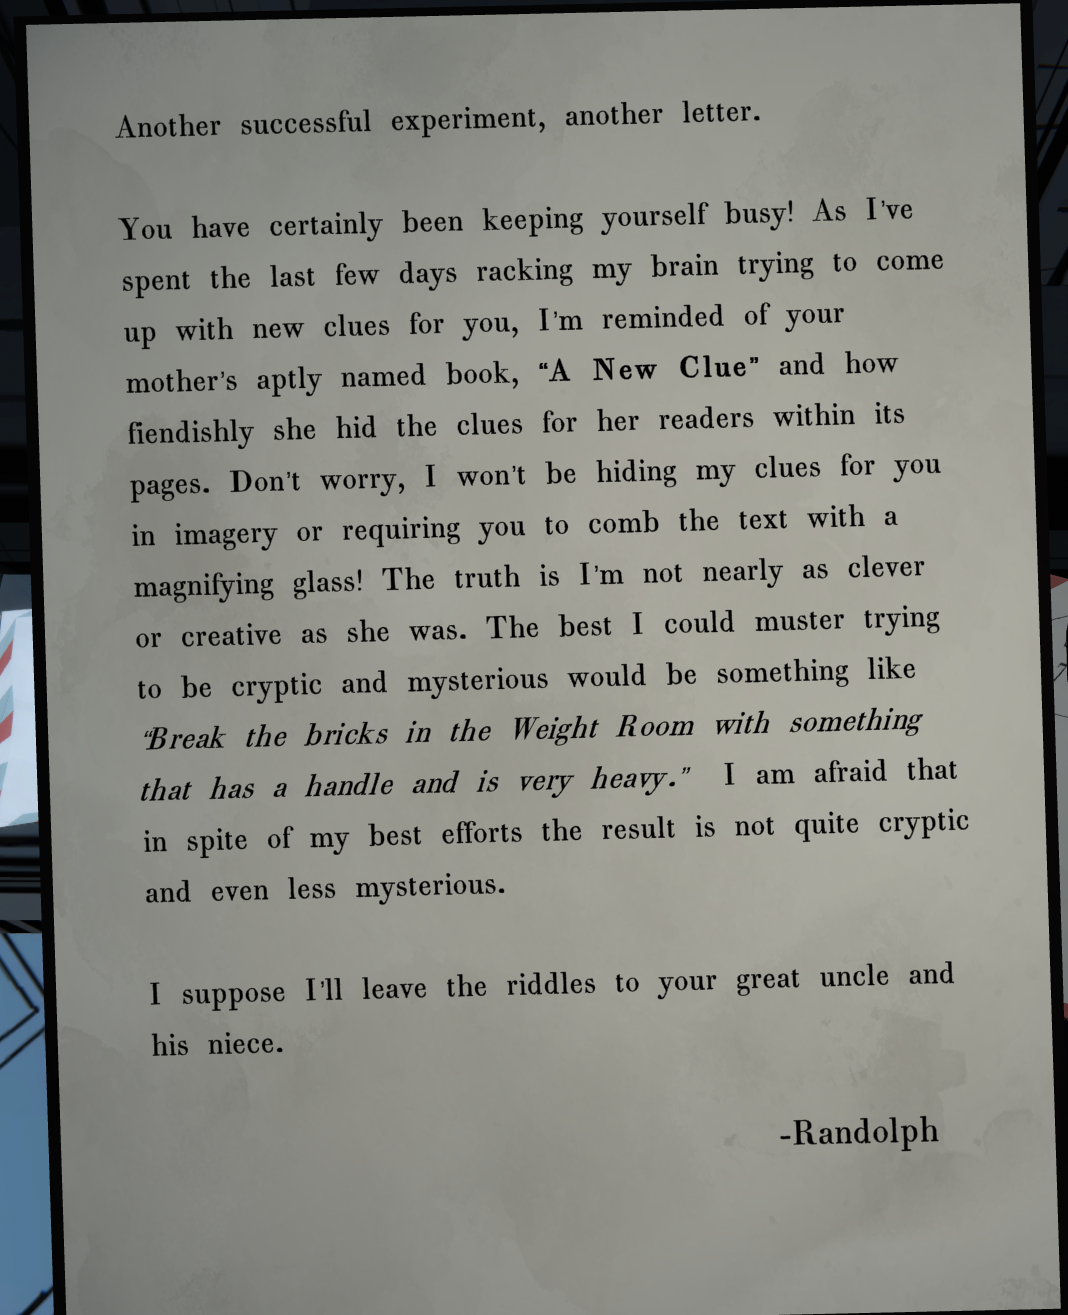 Another successful experiment, another letter.
You have certainly been keeping yourself busy! As I've
spent the last few days racking my brain trying to come
up with new clues for you, I'm reminded of your
mother's aptly named book, "A New Clue" and how
fiendishly she hid the clues for her readers within its
pages. Don't worry, I won't be hiding my clues for you
in imagery or requiring you to comb the text with a
magnifying glass! The truth is I'm not nearly as clever
or creative as she was. The best I could muster trying
to be cryptic and mysterious would be something like
"Break the bricks in the Weight Room with something
that has a handle and is very heavy." I am afraid that
in spite of my best efforts the result is not quite cryptic
and even less mysterious.
I suppose I'll leave the riddles to your great uncle and
his niece.
-Randolph